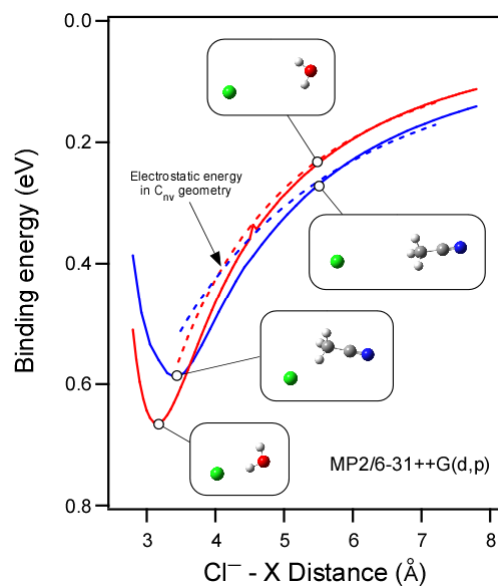 0.0
0.2
0.4
0.6
0.8
Binding energy (eV)
Electrostatic energy
in Cnv geometry
MP2/6-31++G(d,p)
3
4
5
6
7
8
Cl⁻ - X Distance (Å)